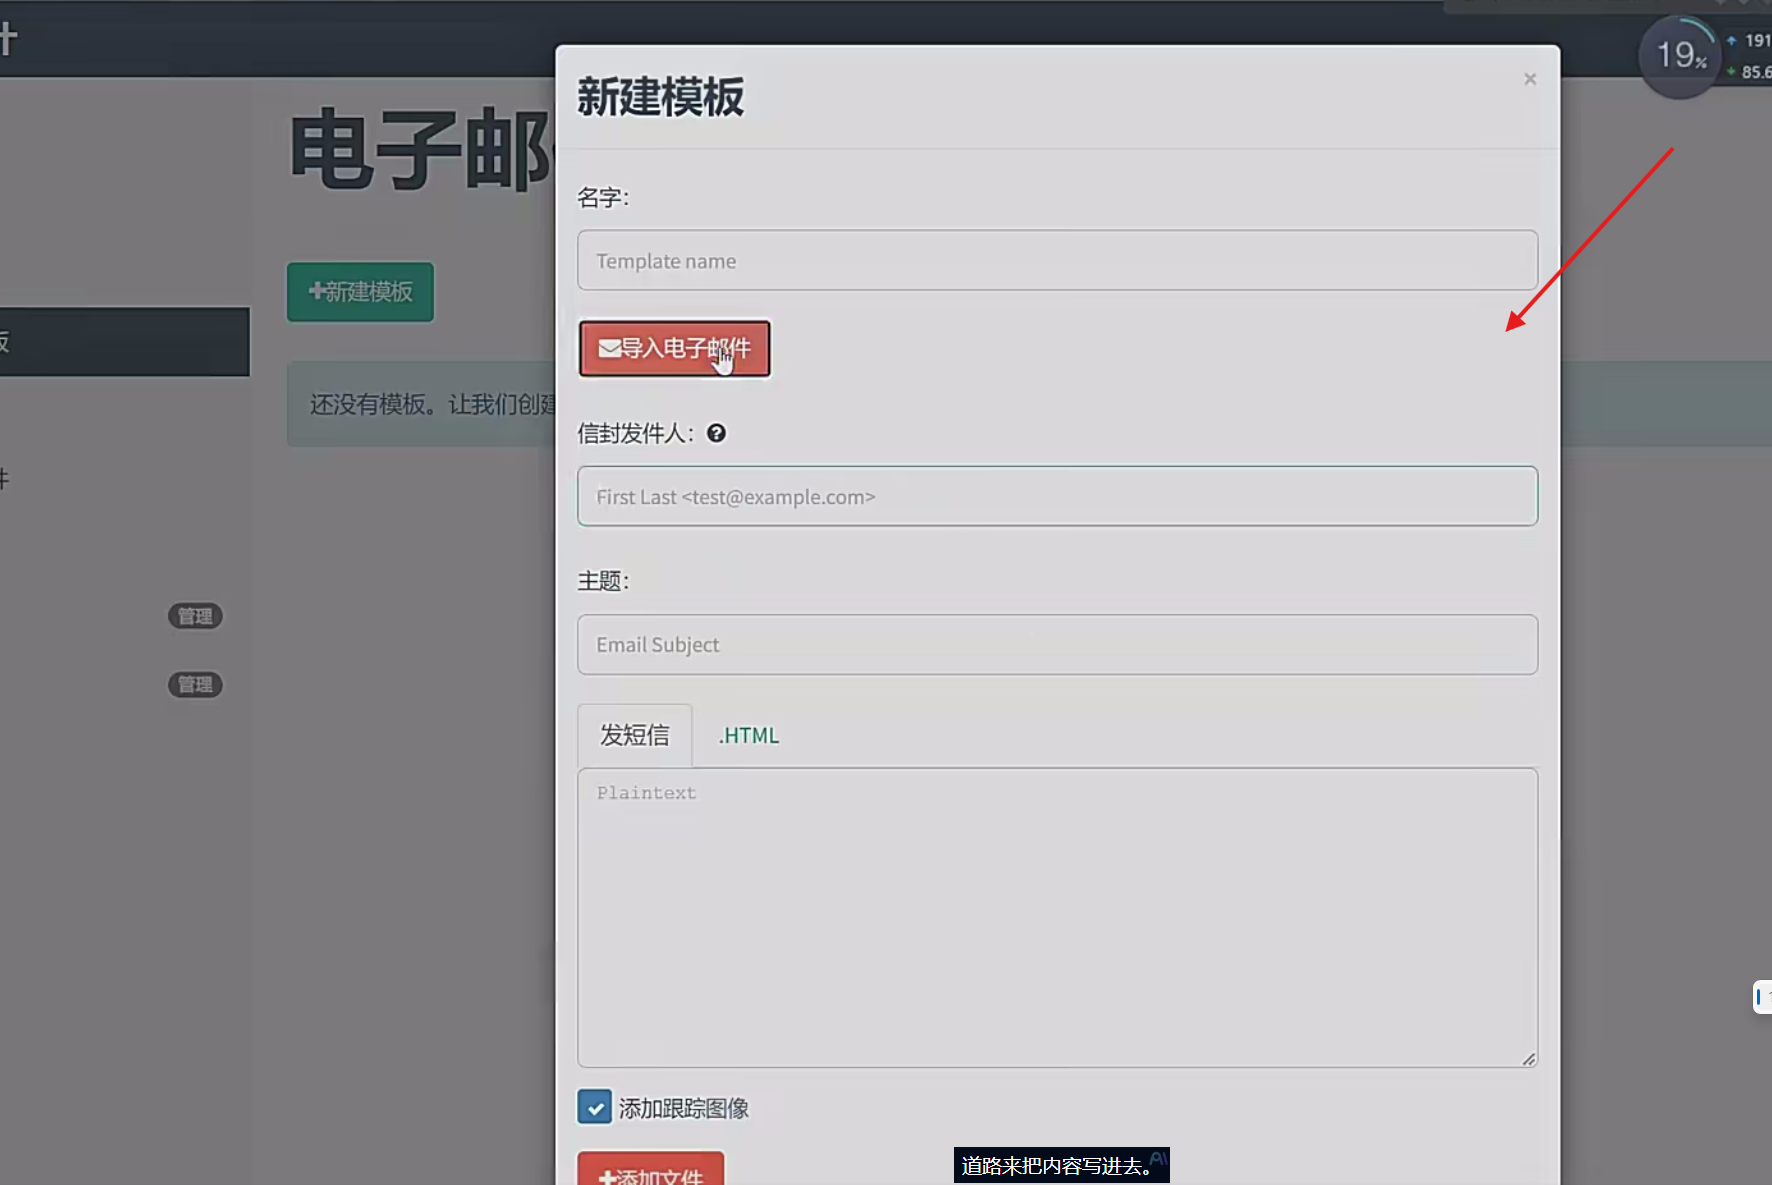 计
19%
191
85.6
新建模板
×
电子邮
名字：
Template name
新建模板
导入电子邮件
板
还没有模板。让我们创建
信封发件人：
First Last <test@example.com>
件
主题：
Email Subject
管理
管理
发短信
.HTML
Plaintext
添加跟踪图像
添加文件
道路来把内容写进去。